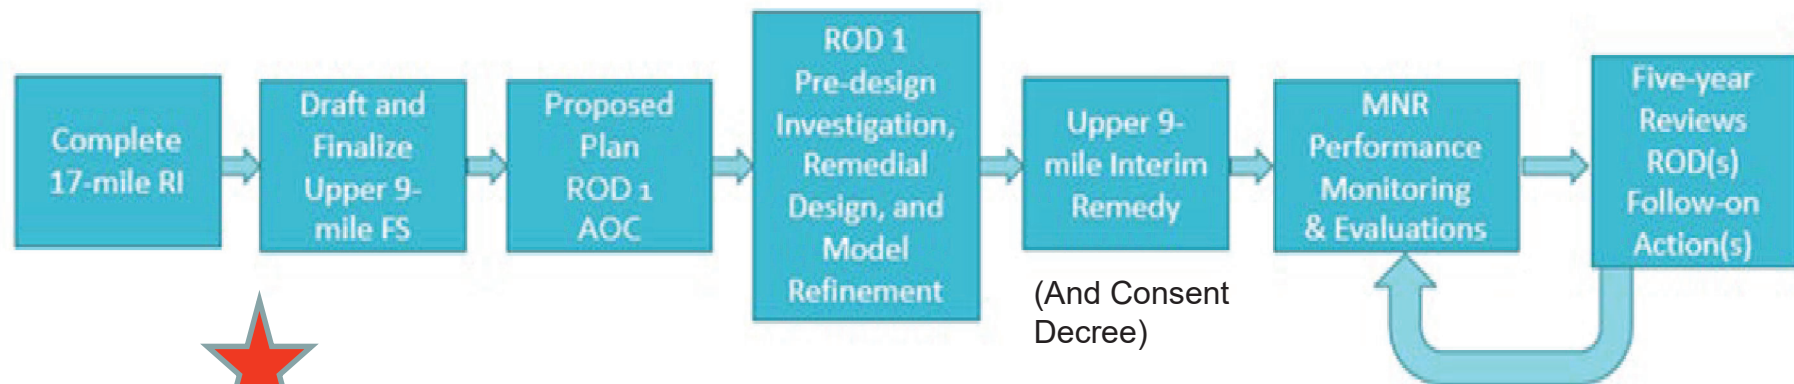 Complete
17-mile RI
Draft and
Finalize
Upper 9-
mile FS
Proposed
Plan
ROD 1
AOC
ROD 1
Pre-design
Investigation,
Remedial
Design, and
Model
Refinement
Upper 9-
mile Interim
Remedy
(And Consent
Decree)
MNR
Performance
Monitoring
& Evaluations
Five-year
Reviews
ROD(s)
Follow-on
Action(s)